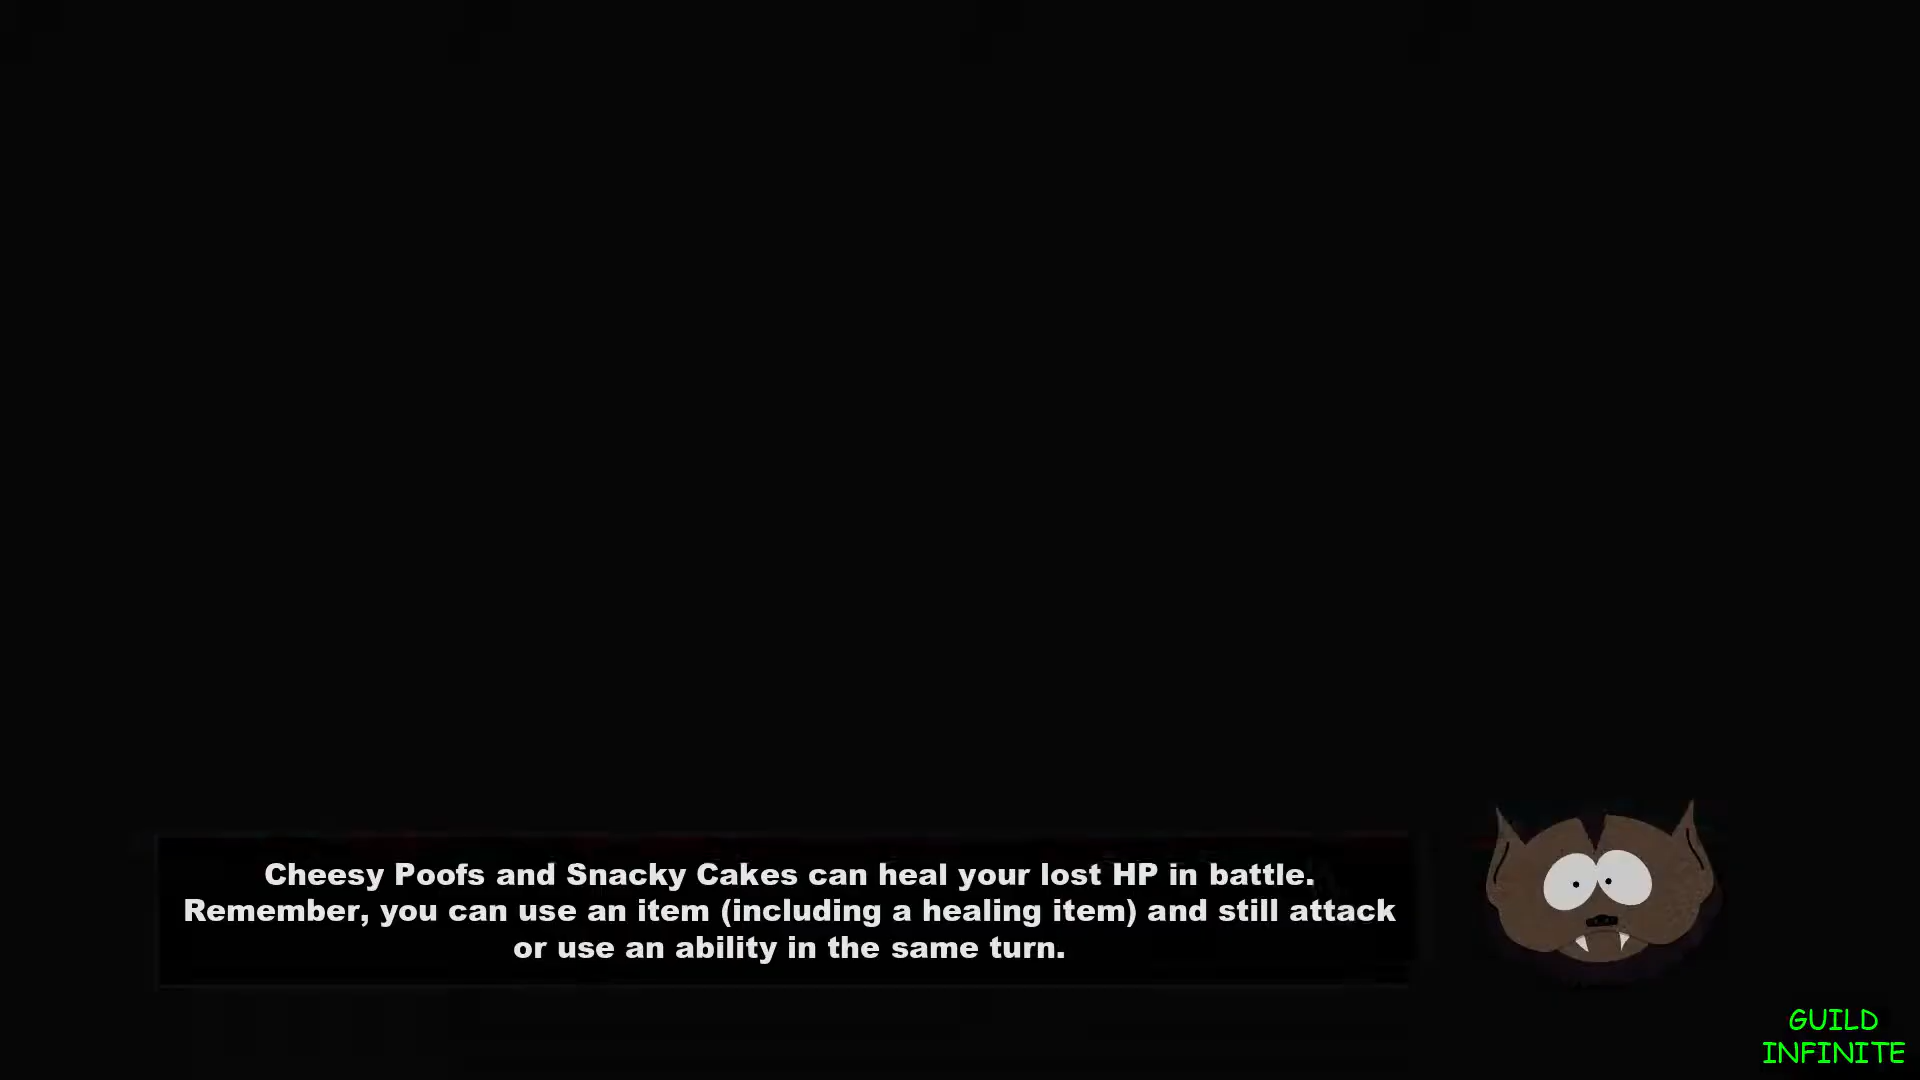 Cheesy Poofs and Snacky Cakes can heal your lost HP in battle.
Remember, you can use an item (including a healing item) and still attack
or use an ability in the same turn.
GUILD
INFINITE